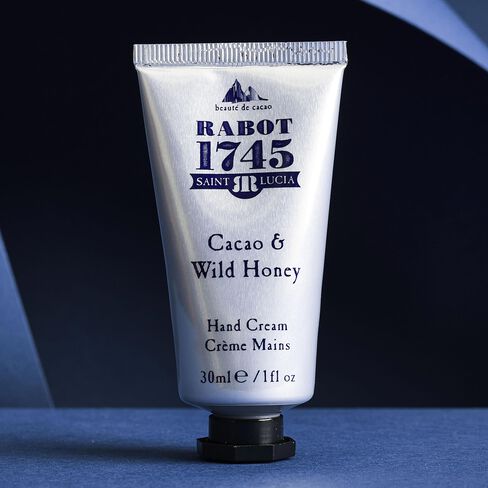 beauté de cacao
RABOT
1745
SAINT R LUCIA
Cacao &
Wild Honey
Hand Cream
Crème Mains
30ml ℮ / 1fl oz